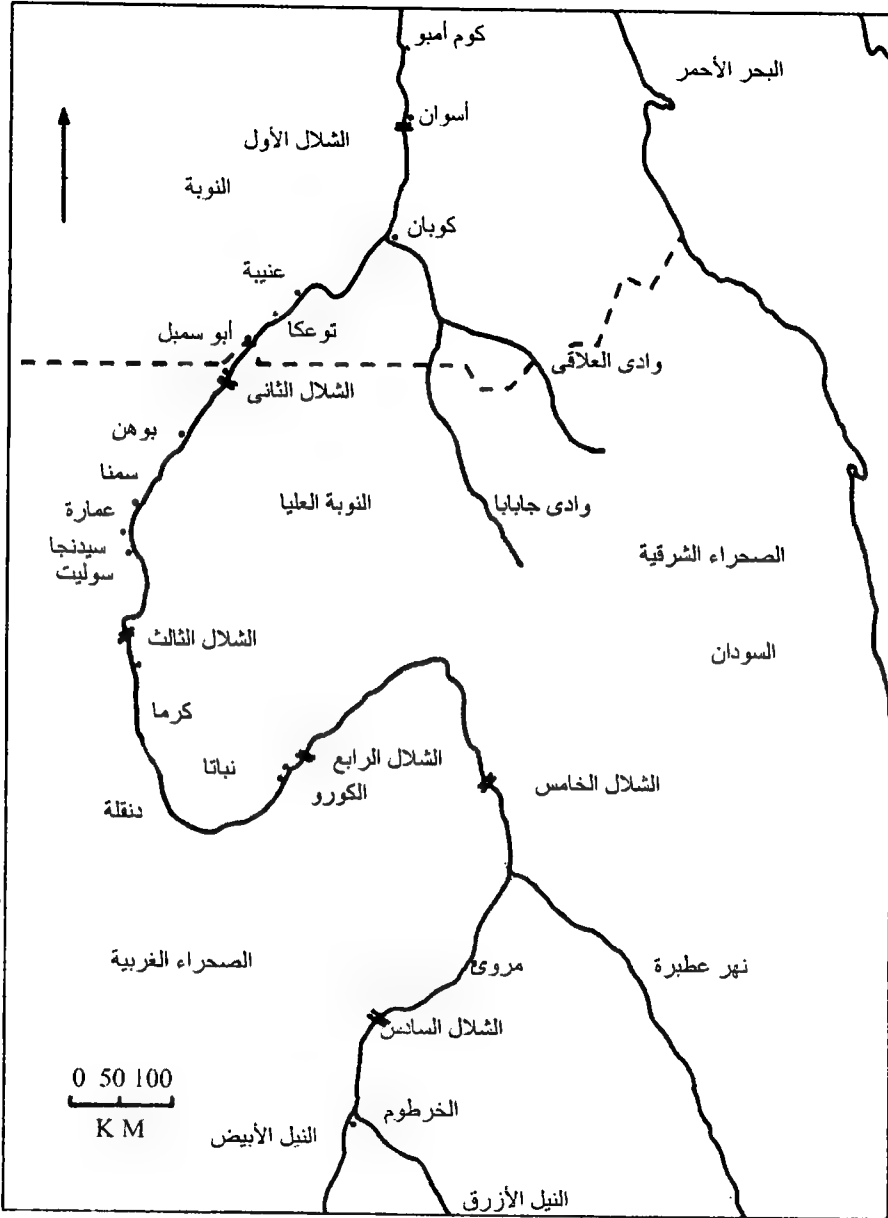 كوم أمبو
البحر الأحمر
أسوان
الشلال الأول
النوبة
كوبان
عنيبة
توعكا
أبو سمبل
وادى العلاقى
الشلال الثانى
بوهن
سمنا
النوبة العليا
وادى جابابا
عمارة
سيدنجا
سوليت
الصحراء الشرقية
الشلال الثالث
السودان
كرما
نباتا
الشلال الرابع
الكورو
الشلال الخامس
دنقلة
الصحراء الغربية
مروى
نهر عطبرة
الشلال السادس
0 50 100
K M
الخرطوم
النيل الأبيض
النيل الأزرق